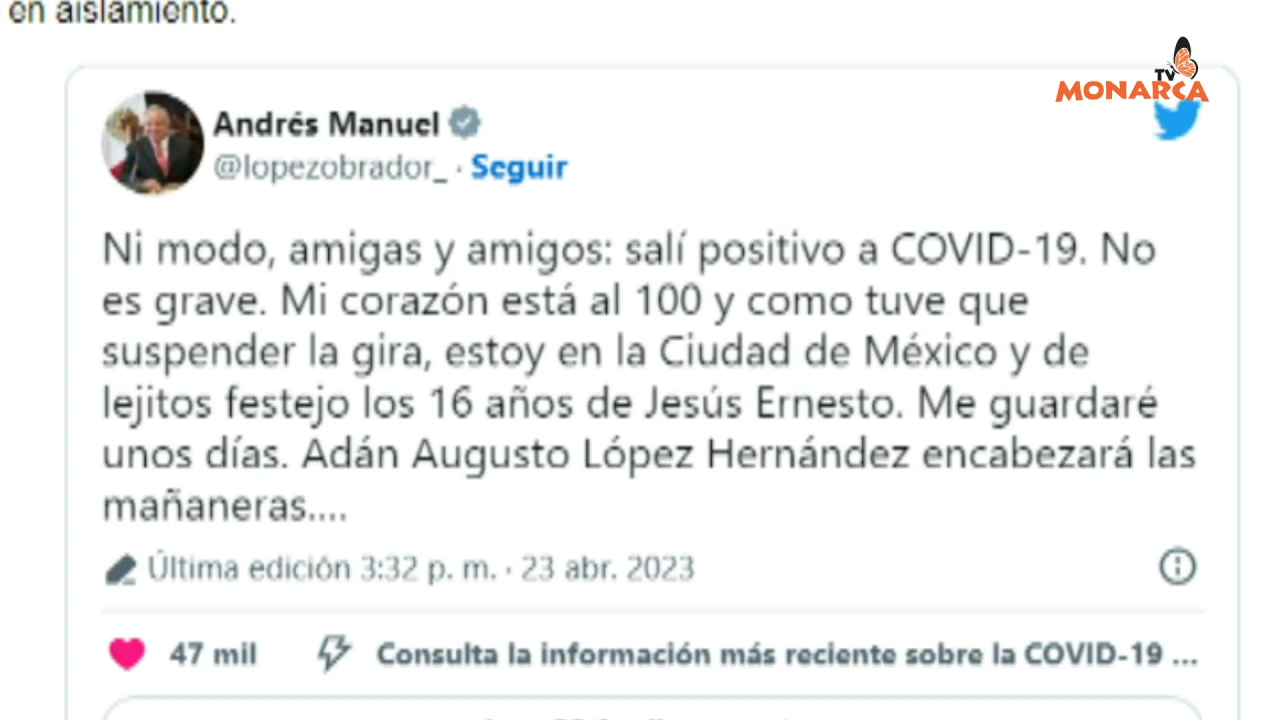 en aislamiento.
TV
MONARCA
Andrés Manuel
@lopezobrador_ · Seguir
Ni modo, amigas y amigos: salí positivo a COVID-19. No
es grave. Mi corazón está al 100 y como tuve que
suspender la gira, estoy en la Ciudad de México y de
lejitos festejo los 16 años de Jesús Ernesto. Me guardaré
unos días. Adán Augusto López Hernández encabezará las
mañaneras....
Última edición 3:32 p. m. · 23 abr. 2023
47 mil
Consulta la información más reciente sobre la COVID-19 ...